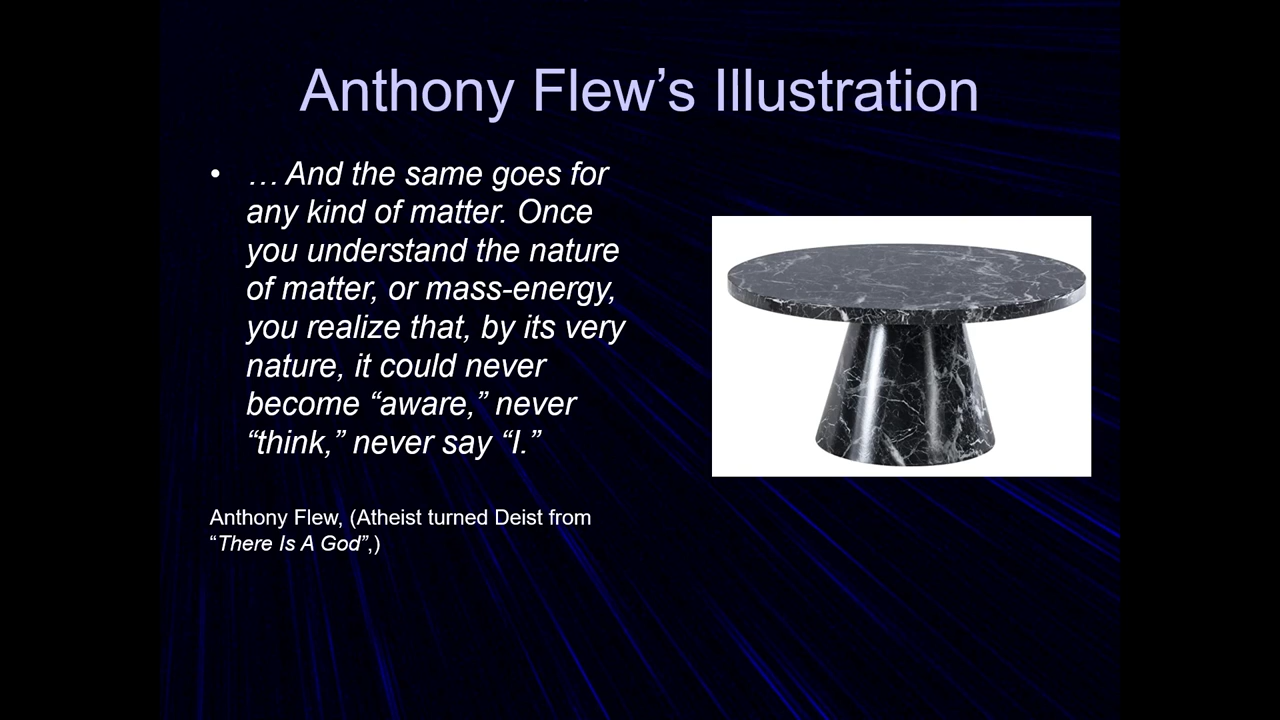 Anthony Flew’s Illustration
• … And the same goes for
any kind of matter. Once
you understand the nature
of matter, or mass-energy,
you realize that, by its very
nature, it could never
become “aware,” never
“think,” never say “I.”
Anthony Flew, (Atheist turned Deist from
“There Is A God”,)